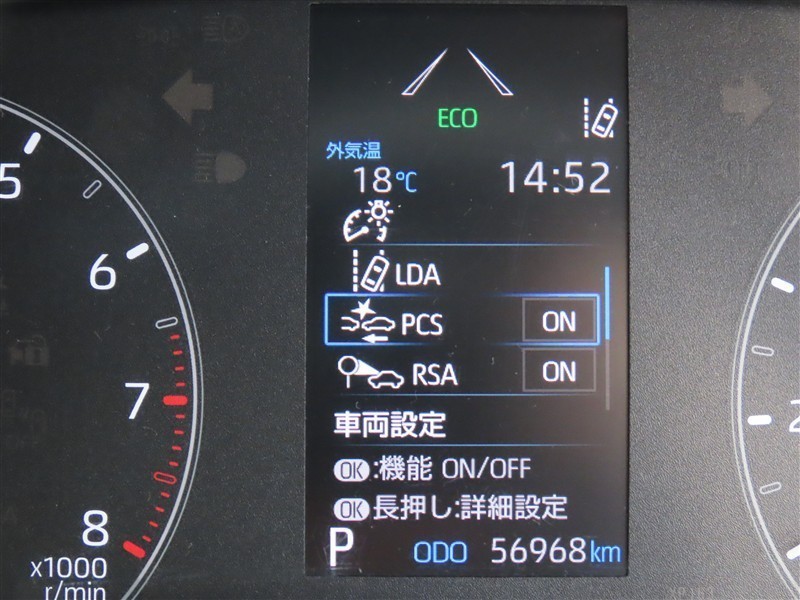 ECO
外気温
18℃ 14:52
5
6
LDA
PCS ON
RSA ON
7
車両設定
OK:機能 ON/OFF
OK長押し:詳細設定
8
P ODO 56968km
x1000
r/min
2